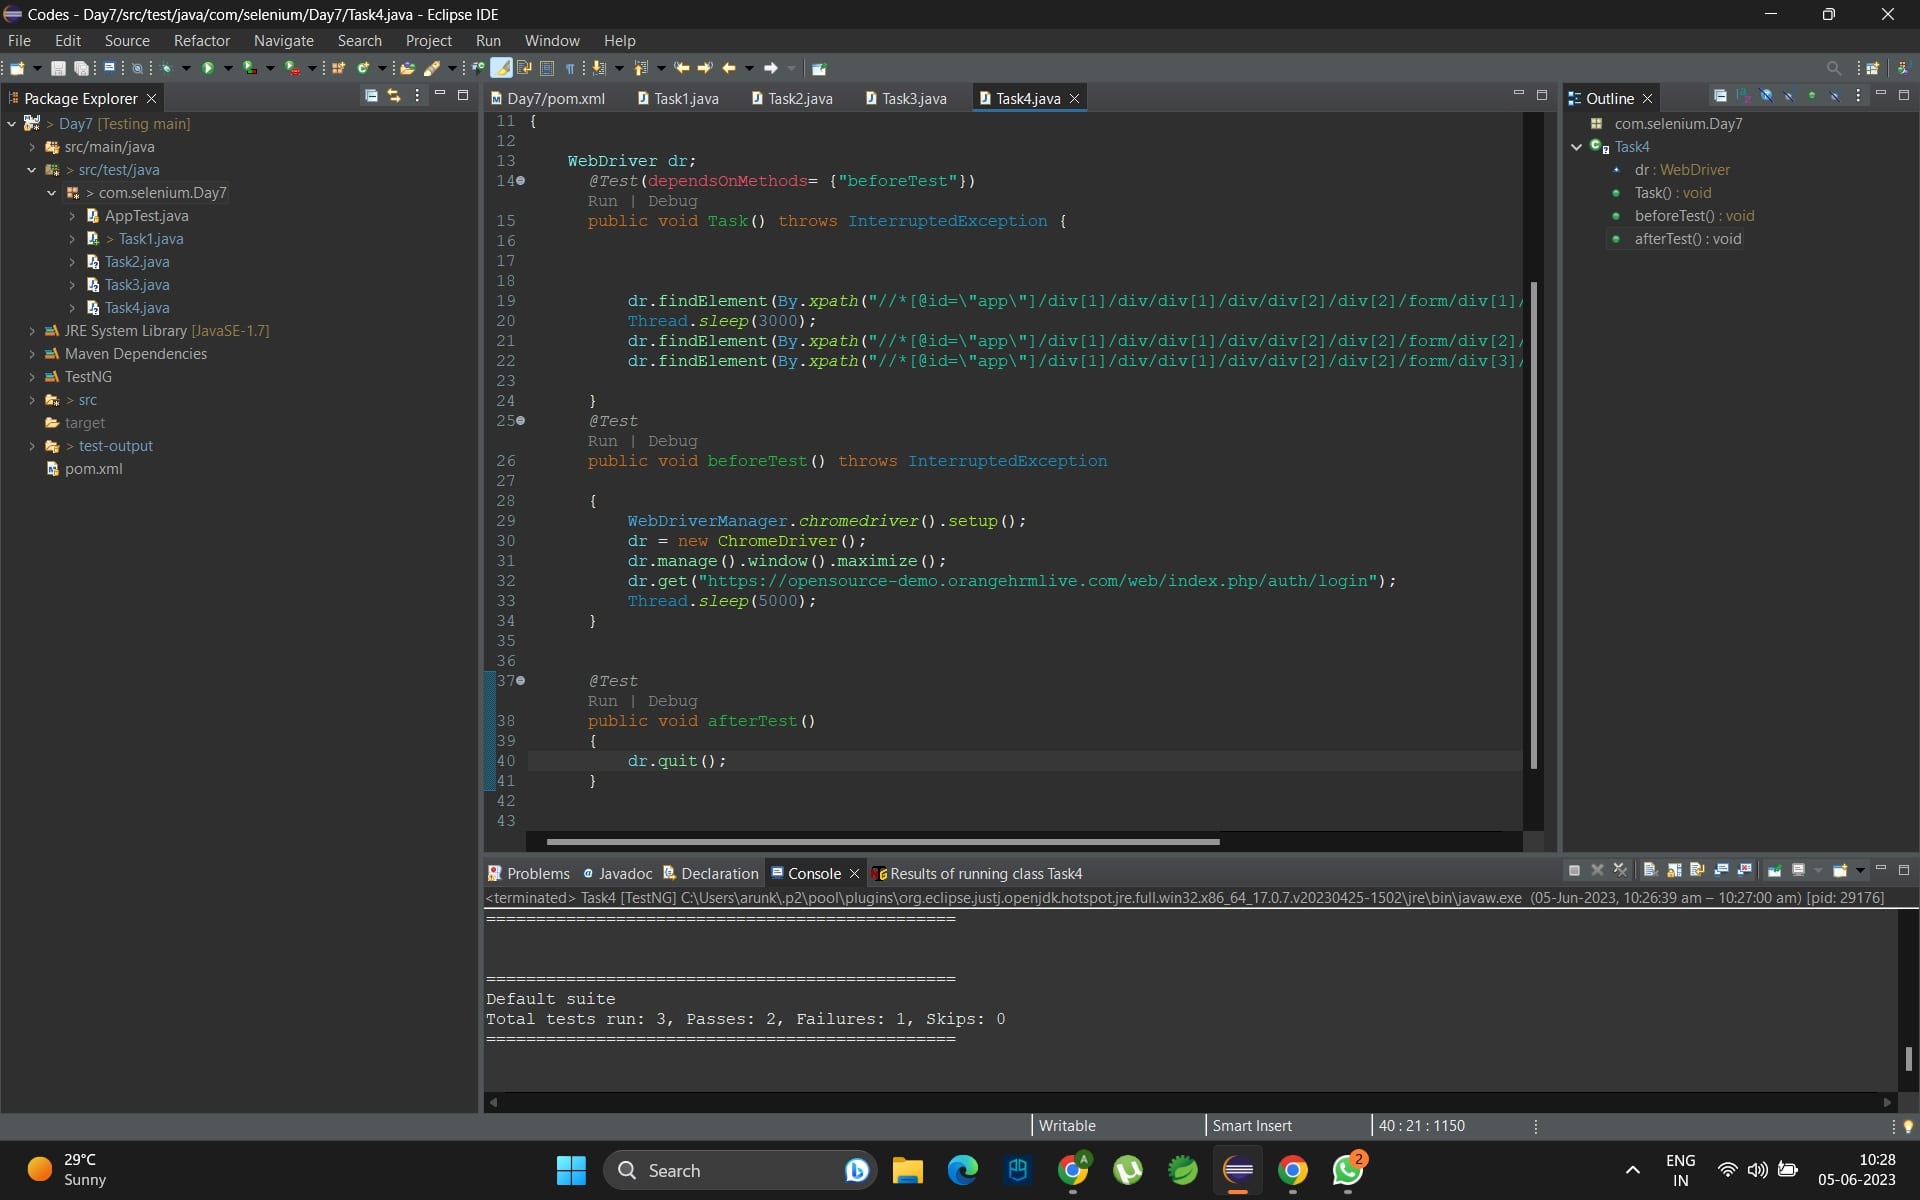 Codes - Day7/src/test/java/com/selenium/Day7/Task4.java - Eclipse IDE
File Edit Source Refactor Navigate Search Project Run Window Help
Package Explorer
> Day7 [Testing main]
src/main/java
> src/test/java
> com.selenium.Day7
AppTest.java
> Task1.java
Task2.java
Task3.java
Task4.java
JRE System Library [JavaSE-1.7]
Maven Dependencies
TestNG
> src
target
> test-output
pom.xml
Day7/pom.xml Task1.java Task2.java Task3.java Task4.java
11 {
12
13 WebDriver dr;
14 @Test(dependsOnMethods= {"beforeTest"})
Run | Debug
15 public void Task() throws InterruptedException {
16
17
18
19 dr.findElement(By.xpath("//*[@id=\"app\"]/div[1]/div/div[1]/div/div[2]/div[2]/form/div[1]/
20 Thread.sleep(3000);
21 dr.findElement(By.xpath("//*[@id=\"app\"]/div[1]/div/div[1]/div/div[2]/div[2]/form/div[2]/
22 dr.findElement(By.xpath("//*[@id=\"app\"]/div[1]/div/div[1]/div/div[2]/div[2]/form/div[3]/
23
24 }
25 @Test
Run | Debug
26 public void beforeTest() throws InterruptedException
27
28 {
29 WebDriverManager.chromedriver().setup();
30 dr = new ChromeDriver();
31 dr.manage().window().maximize();
32 dr.get("https://opensource-demo.orangehrmlive.com/web/index.php/auth/login");
33 Thread.sleep(5000);
34 }
35
36
37 @Test
Run | Debug
38 public void afterTest()
39 {
40 dr.quit();
41 }
42
43
Outline
com.selenium.Day7
Task4
dr : WebDriver
Task() : void
beforeTest() : void
afterTest() : void
Problems Javadoc Declaration Console Results of running class Task4
<terminated> Task4 [TestNG] C:\Users\arunk\.p2\pool\plugins\org.eclipse.justj.openjdk.hotspot.jre.full.win32.x86_64_17.0.7.v20230425-1502\jre\bin\javaw.exe (05-Jun-2023, 10:26:39 am – 10:27:00 am) [pid: 29176]
===============================================
===============================================
Default suite
Total tests run: 3, Passes: 2, Failures: 1, Skips: 0
===============================================
Writable Smart Insert 40 : 21 : 1150
29°C
Sunny
Search
A
2
ENG
IN
10:28
05-06-2023